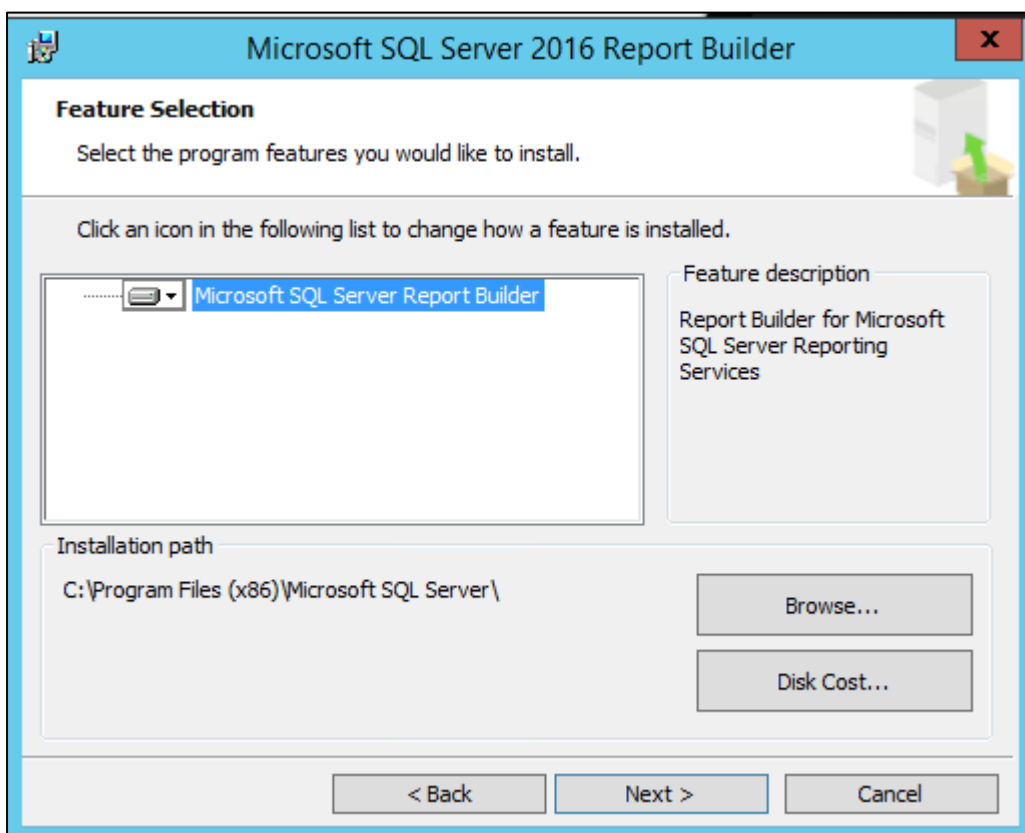 Microsoft SQL Server 2016 Report Builder
x
Feature Selection
Select the program features you would like to install.
Click an icon in the following list to change how a feature is installed.
Microsoft SQL Server Report Builder
Feature description
Report Builder for Microsoft
SQL Server Reporting
Services
Installation path
C:\Program Files (x86)\Microsoft SQL Server\
Browse...
Disk Cost...
< Back
Next >
Cancel